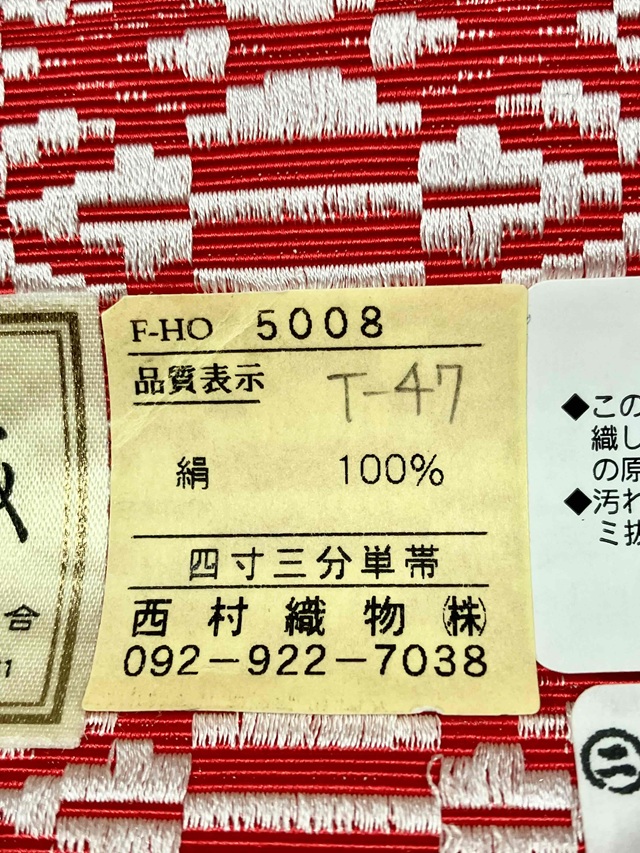 F-HO 5008
品質表示 T-47
絹 100%
四寸三分単帯
西村織物㈱
092-922-7038
合
1
◆この
織し
の原
◆汚れ
ミ抜